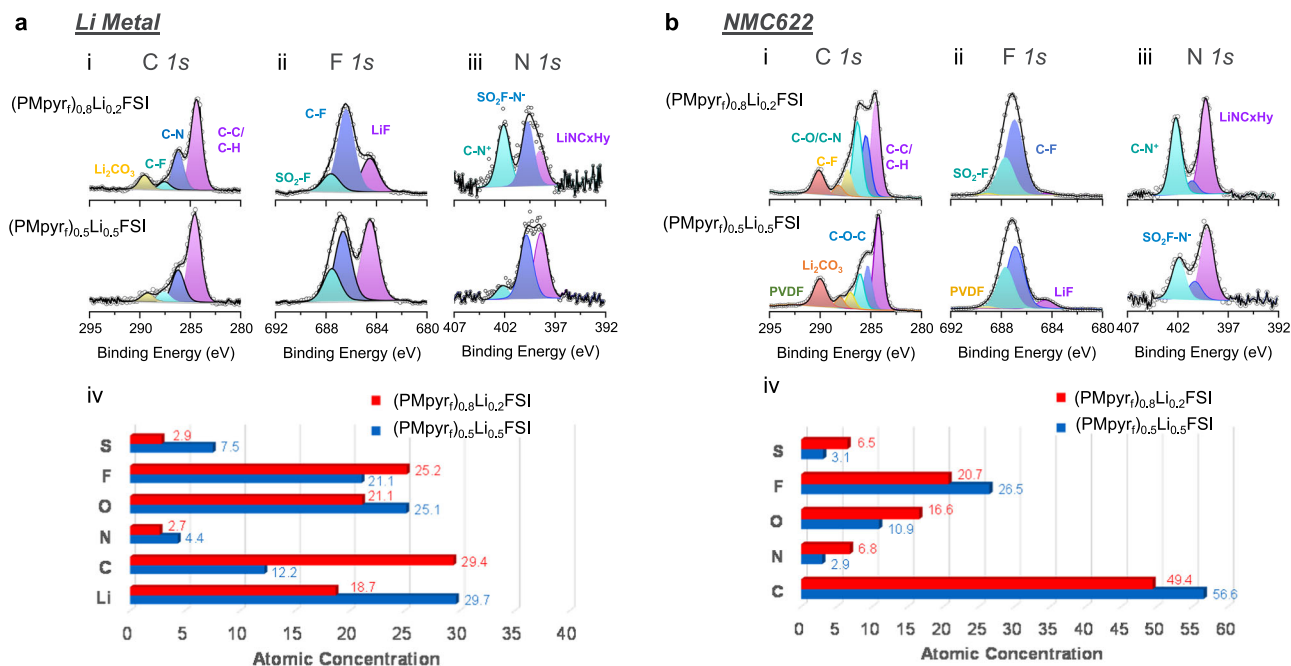 a Li Metal
i C 1s ii F 1s iii N 1s
(PMpyrf)0.8Li0.2FSI
Li2CO3 C-F C-N C-C/
C-H
SO2-F C-F LiF
C-N+ SO2F-N- LiNCxHy
(PMpyrf)0.5Li0.5FSI
295 290 285 280 692 688 684 680 407 402 397 392
Binding Energy (eV) Binding Energy (eV) Binding Energy (eV)
iv
(PMpyrf)0.8Li0.2FSI
(PMpyrf)0.5Li0.5FSI
S 2.9
7.5
F 25.2
21.1
O 21.1
25.1
N 2.7
4.4
C 29.4
12.2
Li 18.7
29.7
0 5 10 15 20 25 30 35 40
Atomic Concentration
b NMC622
i C 1s ii F 1s iii N 1s
(PMpyrf)0.8Li0.2FSI
C-O/C-N
C-F C-C/
C-H
SO2-F C-F
C-N+ LiNCxHy
(PMpyrf)0.5Li0.5FSI
C-O-C
Li2CO3
PVDF
PVDF LiF
SO2F-N-
295 290 285 280 692 688 684 680 407 402 397 392
Binding Energy (eV) Binding Energy (eV) Binding Energy (eV)
iv
(PMpyrf)0.8Li0.2FSI
(PMpyrf)0.5Li0.5FSI
S 6.5
3.1
F 20.7
26.5
O 16.6
10.9
N 6.8
2.9
C 49.4
56.6
0 5 10 15 20 25 30 35 40 45 50 55 60
Atomic Concentration